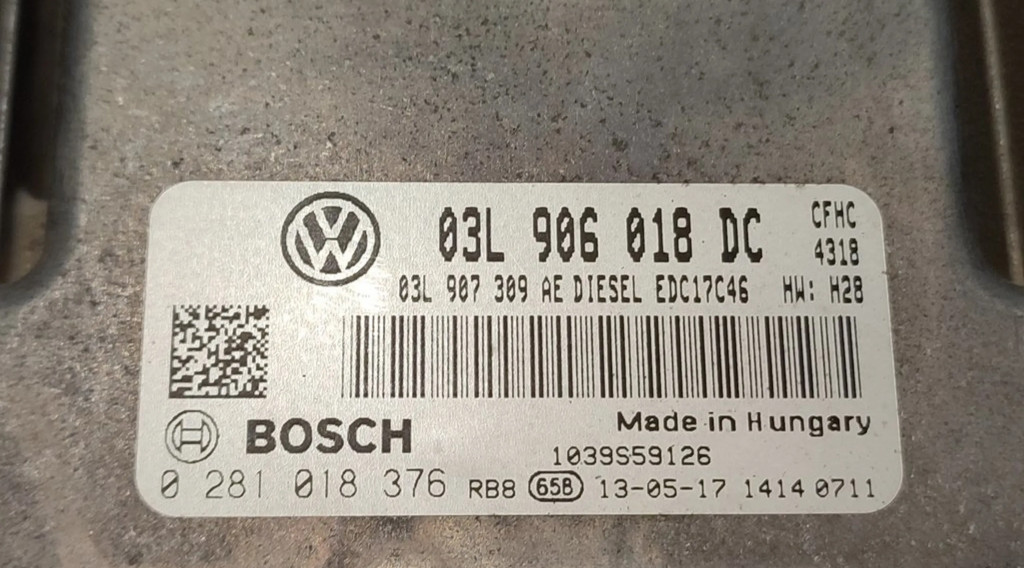 03L 906 018 DC CFHC
4318
03L 907 309 AE DIESEL EDC17C46 HW: H28
BOSCH
Made in Hungary
1039S59126
0 281 018 376 RB8 658 13-05-17 1414 0711